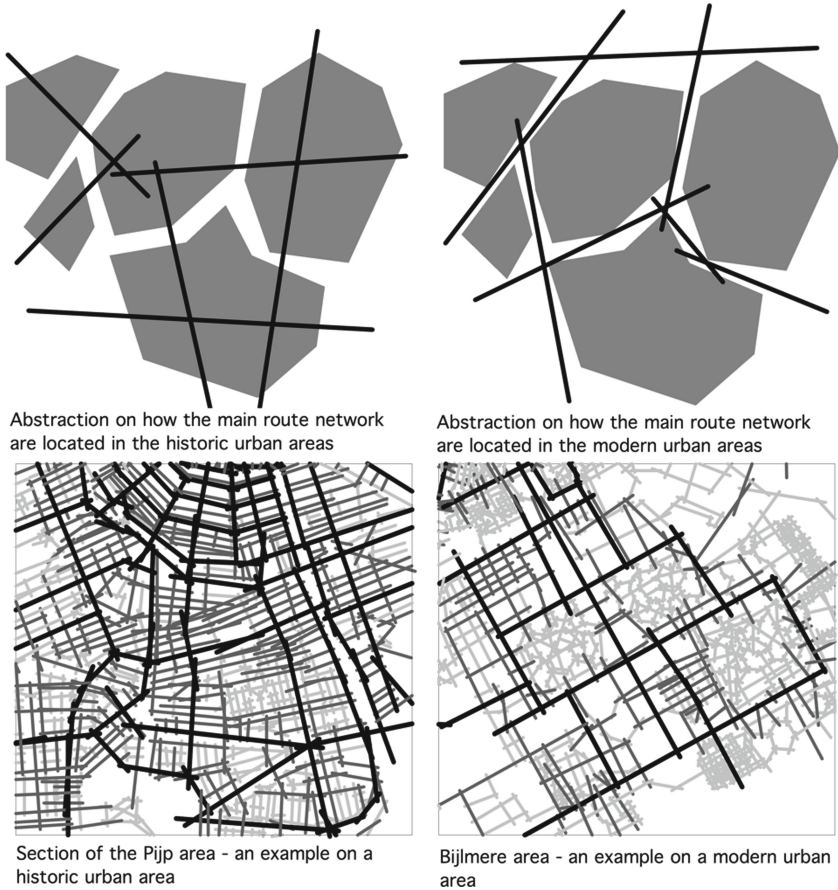 Abstraction on how the main route network
are located in the historic urban areas
Abstraction on how the main route network
are located in the modern urban areas
Section of the Pijp area - an example on a
historic urban area
Bijlmere area - an example on a modern urban
area